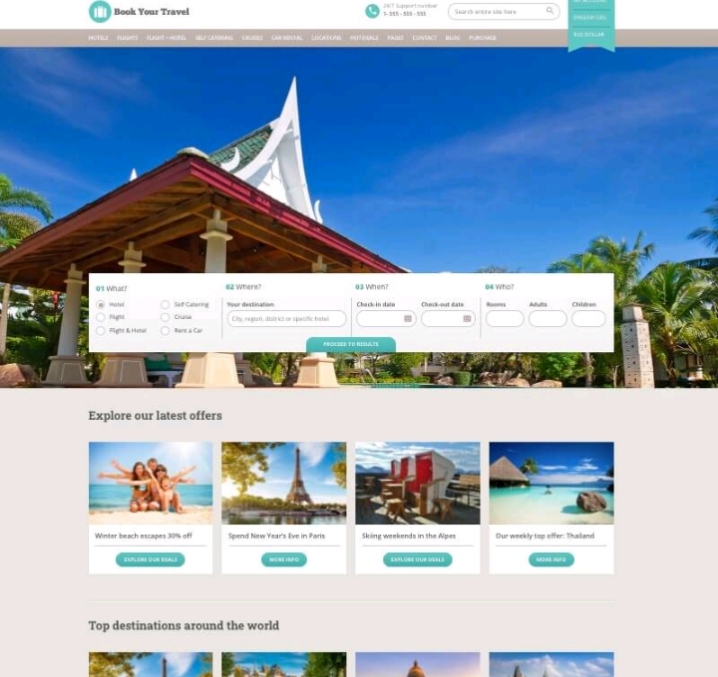 Book Your Travel
24/7 Support number
1- 555 - 555 - 555
Search entire site here
MY ACCOUNT
ENGLISH
$US DOLLAR
HOTELS FLIGHTS FLIGHT + HOTEL SELF CATERING CRUISES CAR RENTAL LOCATIONS HOTDEALS PAGES CONTACT BLOG PURCHASE
01 What?
Hotel
Flight
Flight & Hotel
Self Catering
Cruise
Rent a Car
02 Where?
Your destination
City, region, district or specific hotel
03 When?
Check-in date
Check-out date
04 Who?
Rooms
Adults
Children
PROCEED TO RESULTS
Explore our latest offers
Winter beach escapes 30% off
EXPLORE OUR DEALS
Spend New Year's Eve in Paris
MORE INFO
Skiing weekends in the Alpes
EXPLORE OUR DEALS
Our weekly top offer: Thailand
MORE INFO
Top destinations around the world